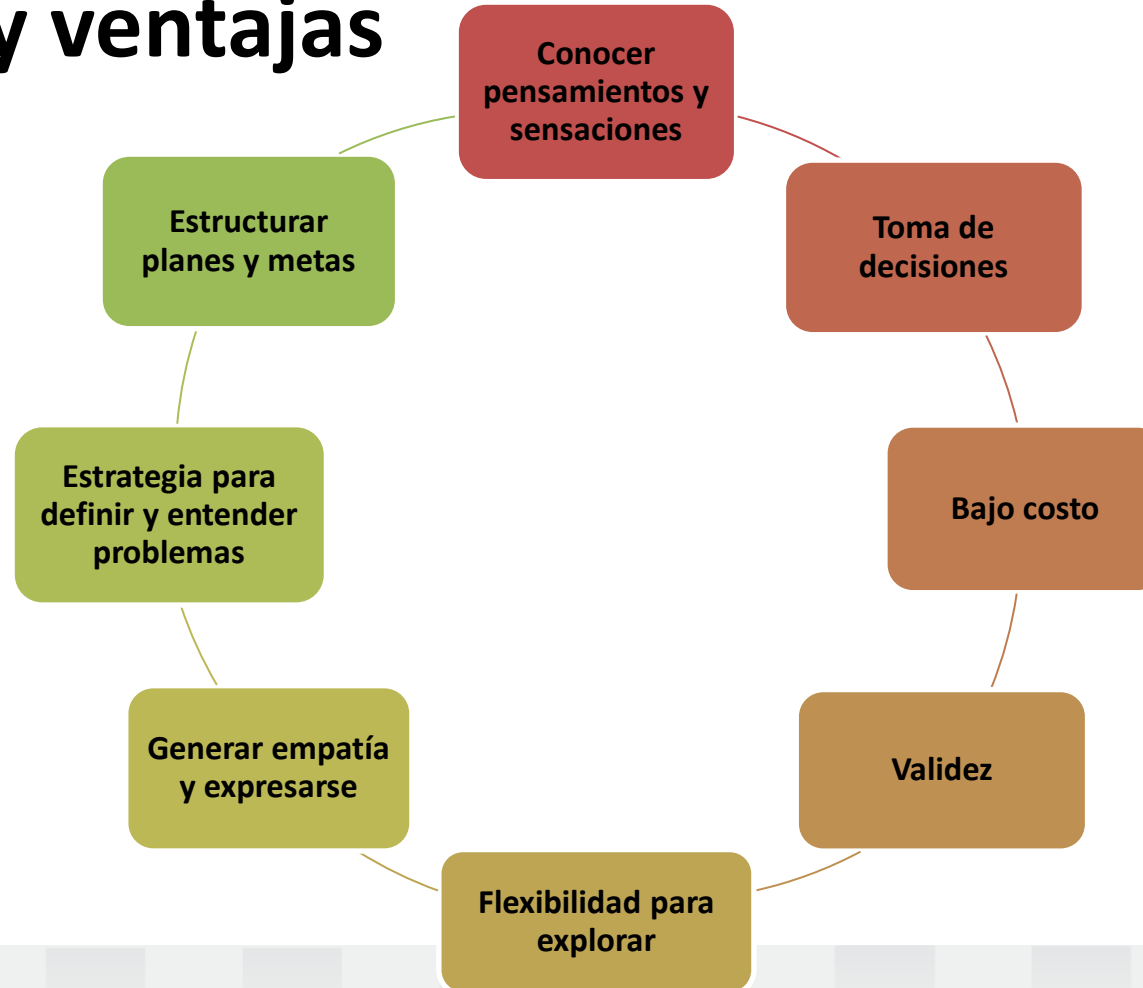 y ventajas
Conocer
pensamientos y
sensaciones
Toma de
decisiones
Bajo costo
Validez
Flexibilidad para
explorar
Generar empatía
y expresarse
Estrategia para
definir y entender
problemas
Estructurar
planes y metas